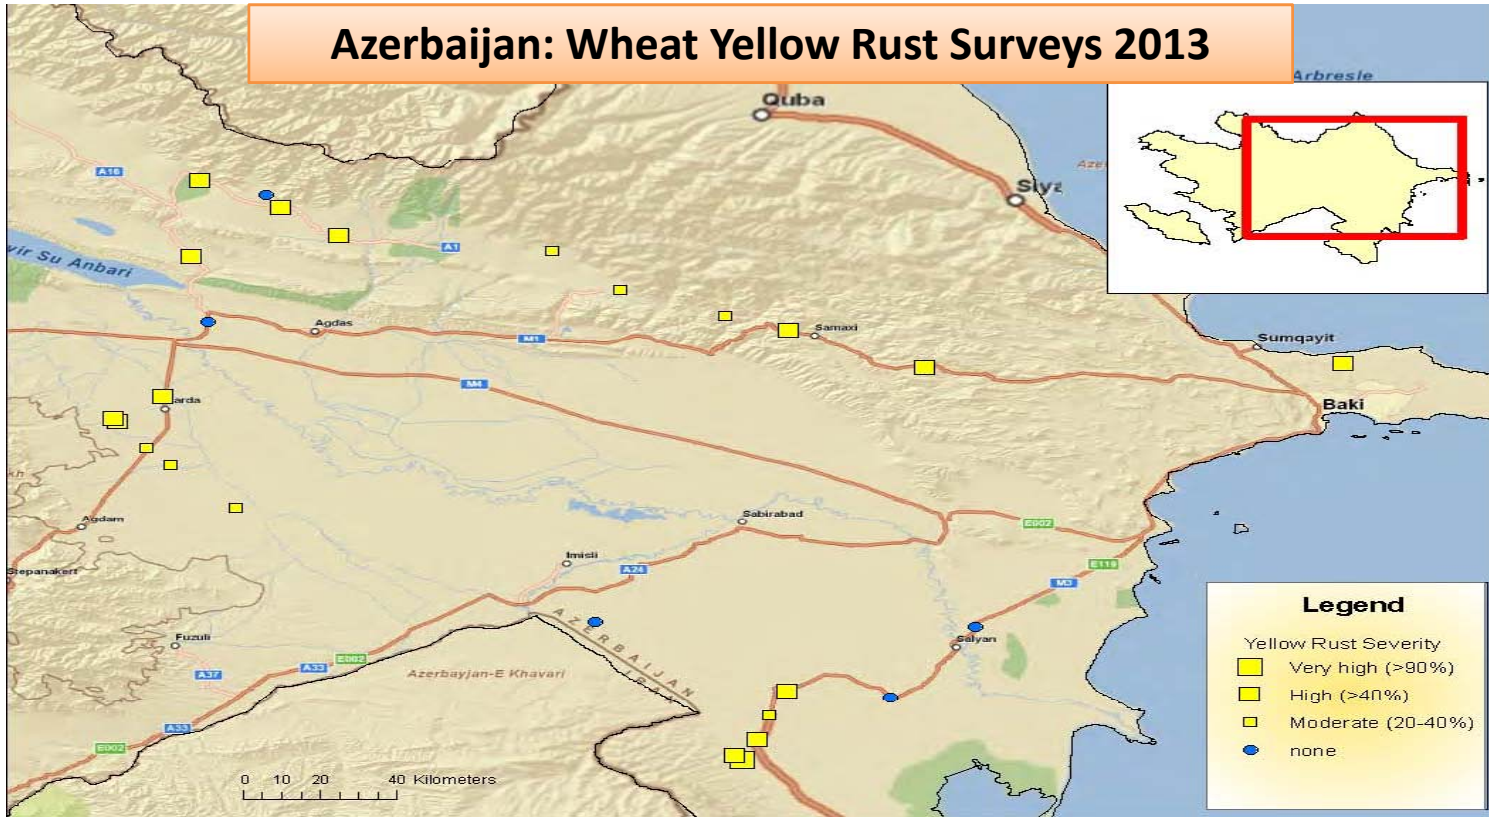 Azerbaijan: Wheat Yellow Rust Surveys 2013
Arbresle
Quba
Aze
A16
Siyə
A1
vir Su Anbari
Agdas
M1
Samaxi
Sumqayit
M4
arda
Baki
kh
Agdam
Sabirabad
E002
Imisli
Stepanakert
A24
E119
M3
AZERBAIJAN
IRAN
Fuzuli
Salyan
E002
A33
A37
Azerbayjan-E Khavari
A33
E002
0 10 20 40 Kilometers
Legend
Yellow Rust Severity
Very high (>90%)
High (>40%)
Moderate (20-40%)
none